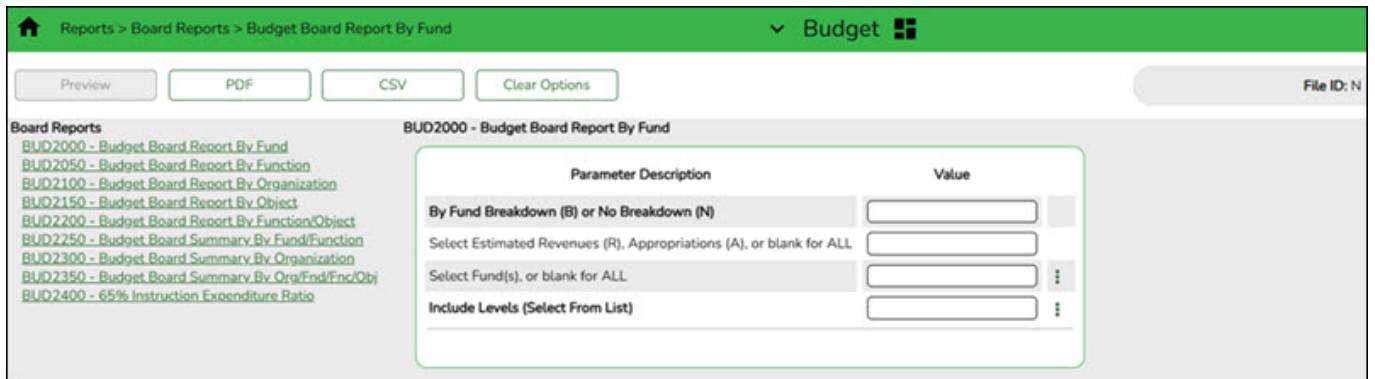 Reports > Board Reports > Budget Board Report By Fund
Budget
Preview
PDF
CSV
Clear Options
File ID: N
Board Reports
BUD2000 - Budget Board Report By Fund
BUD2050 - Budget Board Report By Function
BUD2100 - Budget Board Report By Organization
BUD2150 - Budget Board Report By Object
BUD2200 - Budget Board Report By Function/Object
BUD2250 - Budget Board Summary By Fund/Function
BUD2300 - Budget Board Summary By Organization
BUD2350 - Budget Board Summary By Org/Fnd/Fnc/Obj
BUD2400 - 65% Instruction Expenditure Ratio
BUD2000 - Budget Board Report By Fund
Parameter Description Value
By Fund Breakdown (B) or No Breakdown (N)
Select Estimated Revenues (R), Appropriations (A), or blank for ALL
Select Fund(s), or blank for ALL
Include Levels (Select From List)